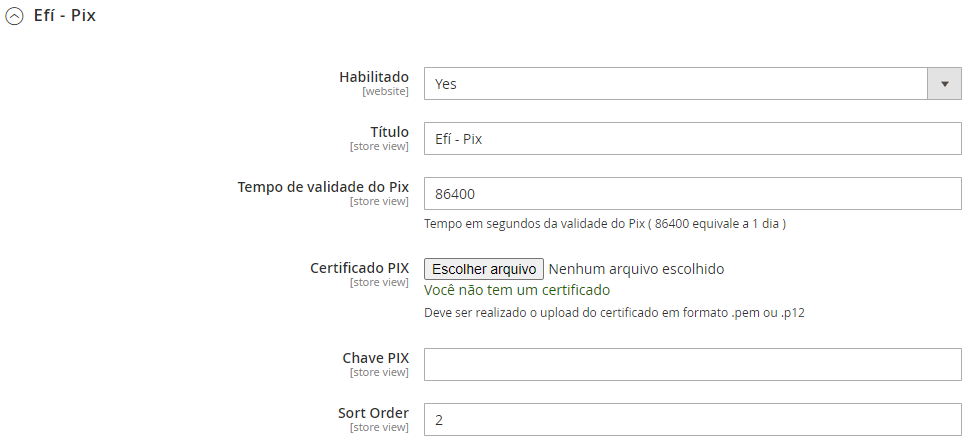 Efí - Pix
Habilitado
[website]
Yes
Título
[store view]
Efí - Pix
Tempo de validade do Pix
[store view]
86400
Tempo em segundos da validade do Pix ( 86400 equivale a 1 dia )
Certificado PIX
[store view]
Escolher arquivo Nenhum arquivo escolhido
Você não tem um certificado
Deve ser realizado o upload do certificado em formato .pem ou .p12
Chave PIX
[store view]
Sort Order
[store view]
2